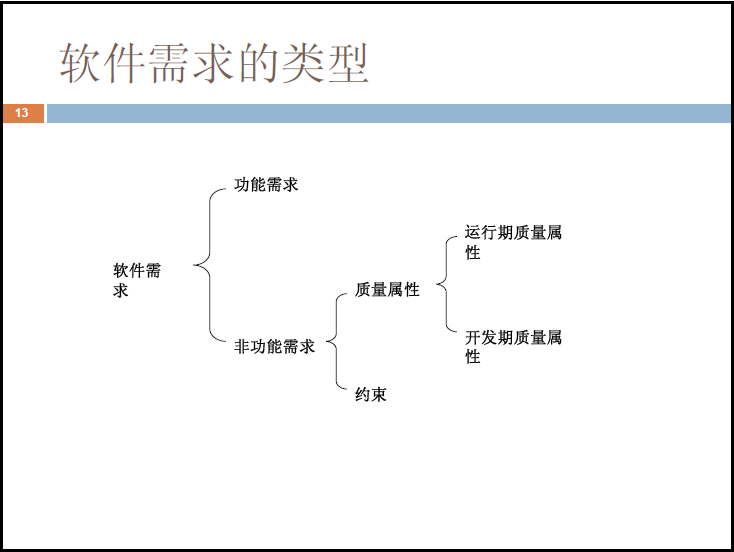 软件需求的类型
13
功能需求
运行期质量属
性
软件需
求
质量属性
开发期质量属
性
非功能需求
约束